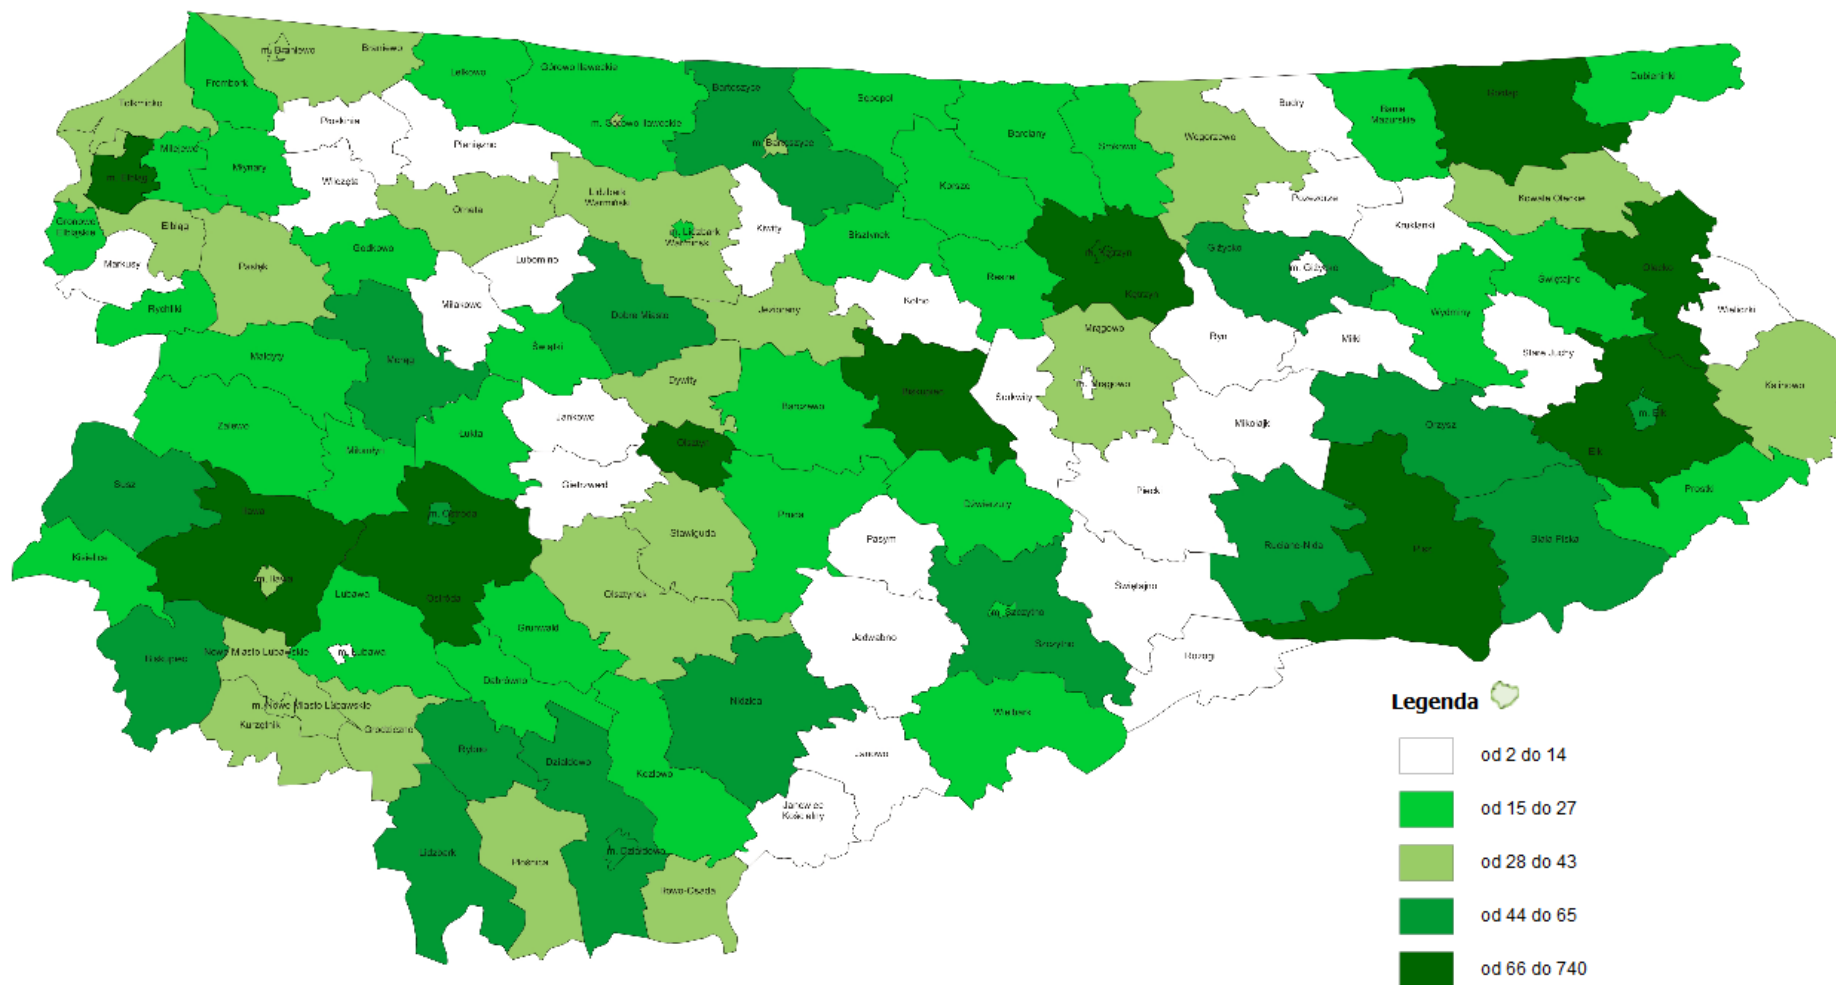 m. Braniewo
Braniewo
Lelkowo
Górowo Iławeckie
Frombork
Bartoszyce
Sępopol
Dubeninki
Gołdap
Budry
Banie
Mazurskie
Tolkmicko
Płoskinia
m. Górowo Iławeckie
Barciany
Srokowo
Węgorzewo
Pieniężno
m. Bartoszyce
Milejewo
Młynary
Wilczęta
m. Elbląg
Korsze
Lidzbark
Warmiński
Orneta
Pozezdrze
Kowale Oleckie
Kruklanki
Gronowo
Elbląskie
Elbląg
m. Lidzbark
Warmińsk
Kiwity
Bisztynek
Godkowo
Giżycko
m. Kętrzyn
Markusy
Pasłęk
Lubomino
Reszel
m. Giżycko
Olecko
Świętajno
Kętrzyn
Miłakowo
Kolno
Rychliki
Dobre Miasto
Jeziorany
Wydminy
Wieliczki
Mrągowo
Ryn
Miłki
Świątki
Małdyty
Morąg
Stare Juchy
Dywity
Kalinowo
m. Mrągowo
Biskupiec
Sorkwity
Barczewo
Jonkowo
m. Ełk
Mikołajk
Orzysz
Zalewo
Łukta
Olsztyn
Miłomłyn
Ełk
Susz
Gietrzwałd
Pieck
Prostki
Iława
m. Ostróda
Purda
Dźwierzuty
Stawiguda
Pasym
Biała Piska
Ruciane-Nida
Pisz
Kisielice
m. Iława
Świętajno
Lubawa
Ostróda
Olsztynek
m. Szczytno
Grunwald
Jedwabno
Szczytno
m. Lubawa
Nowe Miasto Lubawskie
Biskupiec
Rozogi
Dąbrówno
Nidzica
m. Nowe Miasto Lubawskie
Wielbark
Kurzętnik
Grodziczno
Rybno
Działdowo
Janowo
Kozłowo
Janowiec
Kościelny
Lidzbark
m. Działdowo
Płośnica
Iłowo-Osada
Legenda
od 2 do 14
od 15 do 27
od 28 do 43
od 44 do 65
od 66 do 740